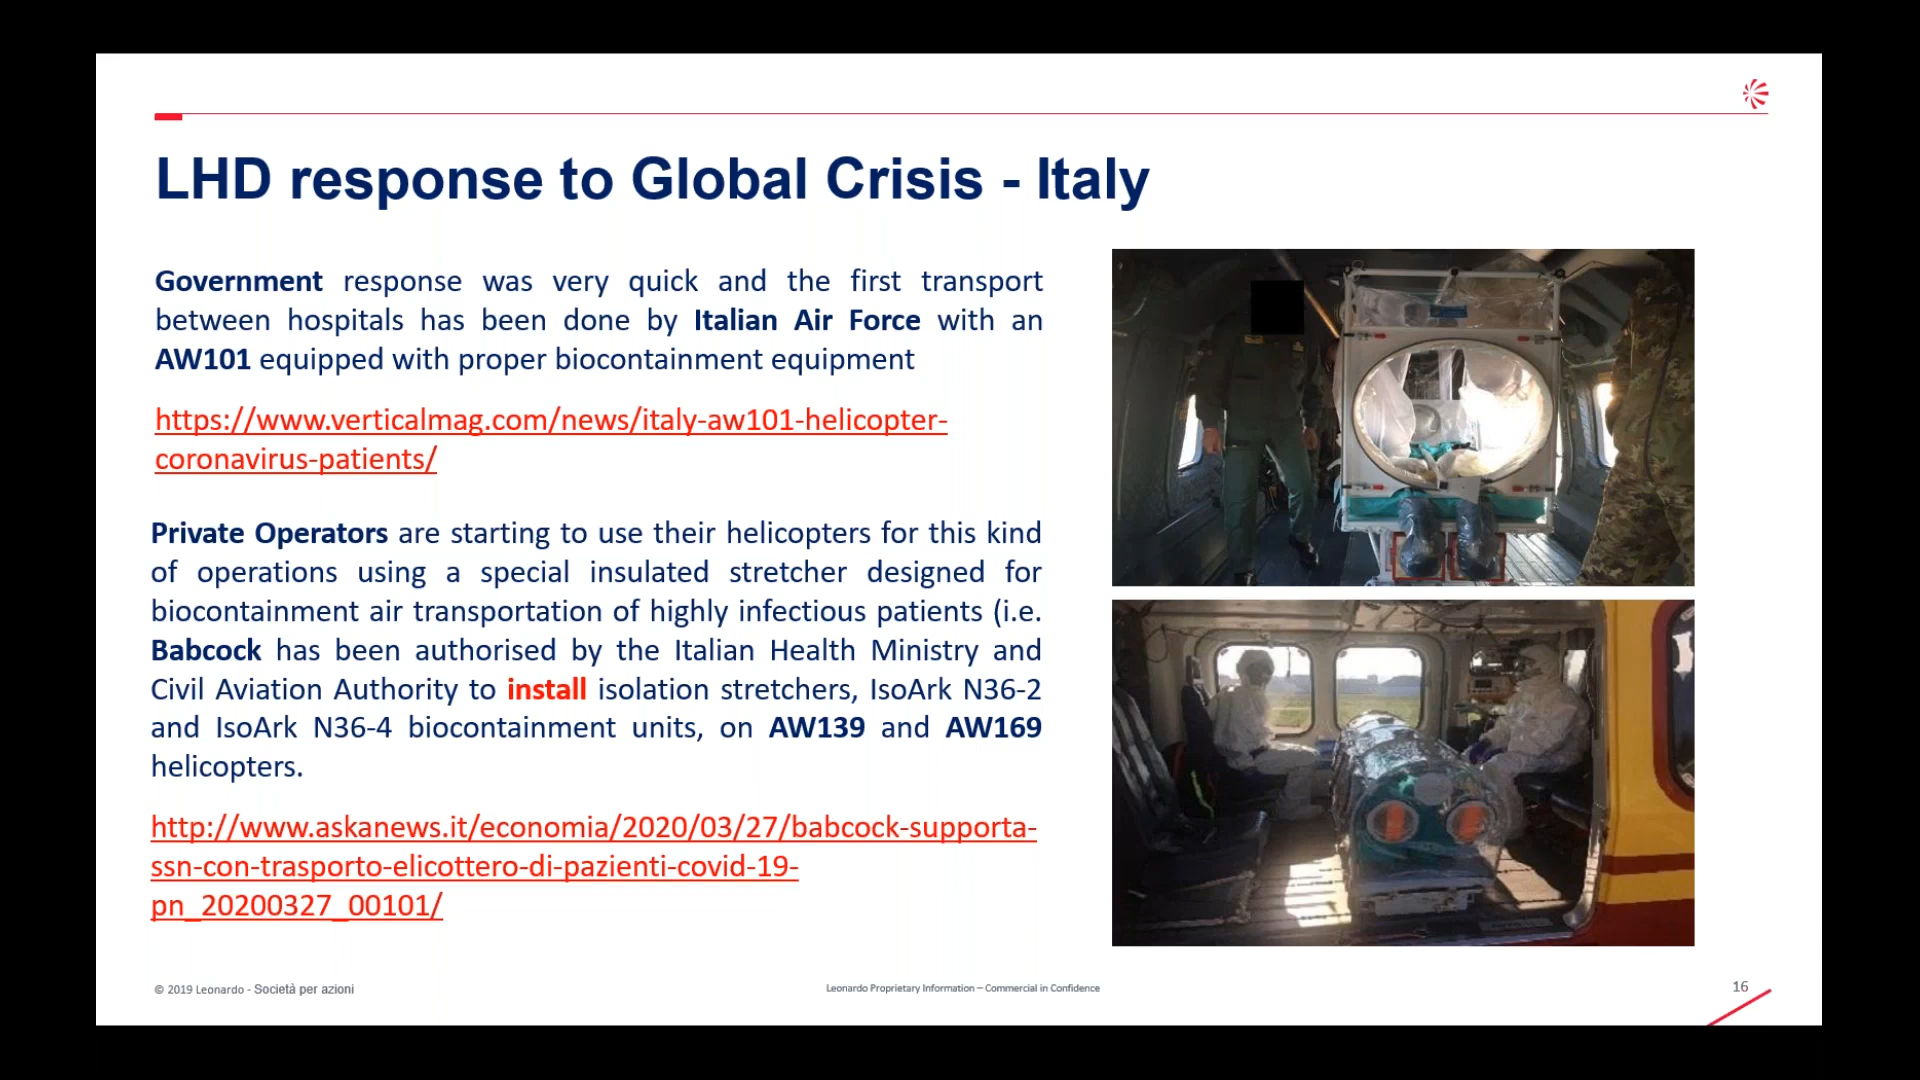 LHD response to Global Crisis - Italy
Government response was very quick and the first transport
between hospitals has been done by Italian Air Force with an
AW101 equipped with proper biocontainment equipment
https://www.verticalmag.com/news/italy-aw101-helicopter-
coronavirus-patients/
Private Operators are starting to use their helicopters for this kind
of operations using a special insulated stretcher designed for
biocontainment air transportation of highly infectious patients (i.e.
Babcock has been authorised by the Italian Health Ministry and
Civil Aviation Authority to install isolation stretchers, IsoArk N36-2
and IsoArk N36-4 biocontainment units, on AW139 and AW169
helicopters.
http://www.askanews.it/economia/2020/03/27/babcock-supporta-
ssn-con-trasporto-elicottero-di-pazienti-covid-19-
pn_20200327_00101/
© 2019 Leonardo - Società per azioni
Leonardo Proprietary Information – Commercial in Confidence
16